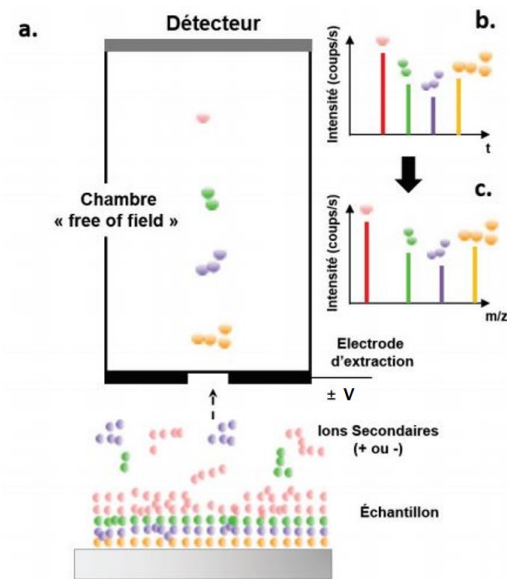 a.
Détecteur
Chambre
« free of field »
Electrode
d'extraction
± V
Ions Secondaires
(+ ou -)
Échantillon
b.
Intensité (coups/s)
t
c.
Intensité (coups/s)
m/z